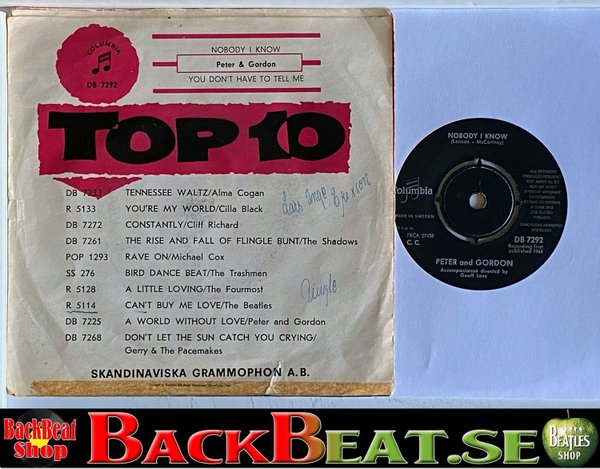 COLUMBIA
DB 7292
NOBODY I KNOW
Peter & Gordon
YOU DON'T HAVE TO TELL ME
TOP 10
DB 7233 TENNESSEE WALTZ/Alma Cogan
R 5133 YOU'RE MY WORLD/Cilla Black
DB 7272 CONSTANTLY/Cliff Richard
DB 7261 THE RISE AND FALL OF FLINGLE BUNT/The Shadows
POP 1293 RAVE ON/Michael Cox
SS 276 BIRD DANCE BEAT/The Trashmen
R 5128 A LITTLE LOVING/The Fourmost
R 5114 CAN'T BUY ME LOVE/The Beatles
DB 7225 A WORLD WITHOUT LOVE/Peter and Gordon
DB 7268 DON'T LET THE SUN CATCH YOU CRYING/
Gerry & The Pacemakes
SKANDINAVISKA GRAMMOPHON A.B.
NOBODY I KNOW
(Lennon - McCartney)
Columbia
MADE IN SWEDEN
7XCA 27438
C. C.
DB 7292
Recording first
published 1964
PETER and GORDON
Accompaniment directed by
Geoff Love
BackBeat
Shop
BACKBEAT.SE
BEATLES
SHOP